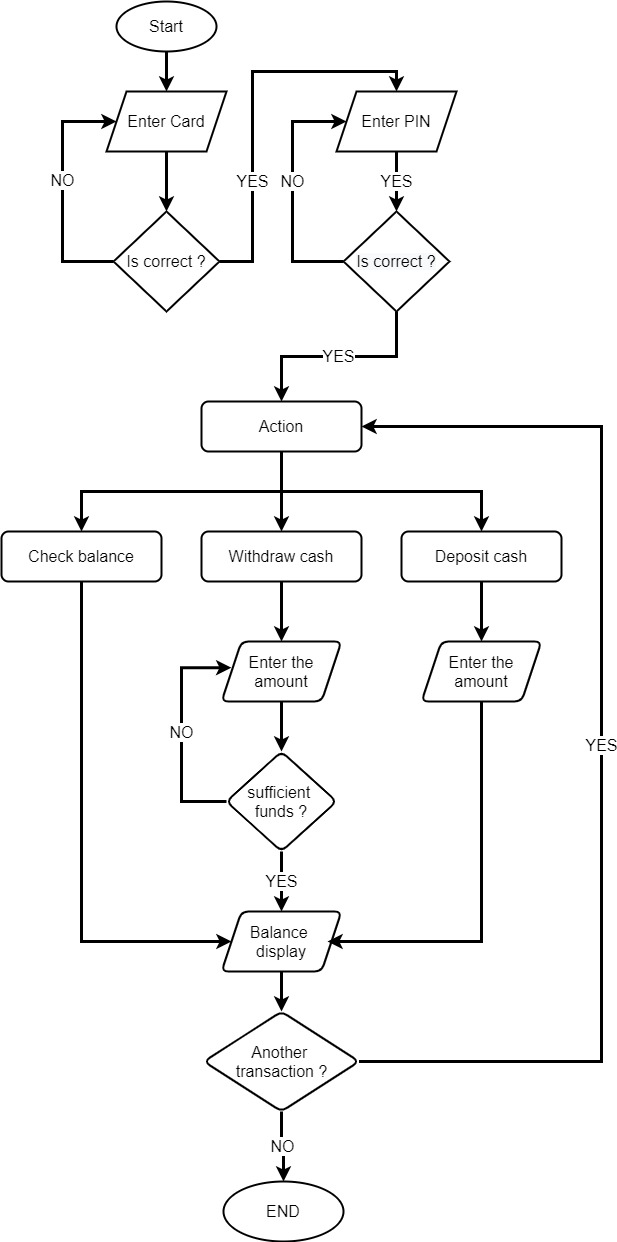 Start
Enter Card
Enter PIN
NO
YES
NO
YES
Is correct ?
Is correct ?
YES
Action
Check balance
Withdraw cash
Deposit cash
Enter the
amount
Enter the
amount
NO
YES
sufficient
funds ?
YES
Balance
display
Another
transaction ?
NO
END